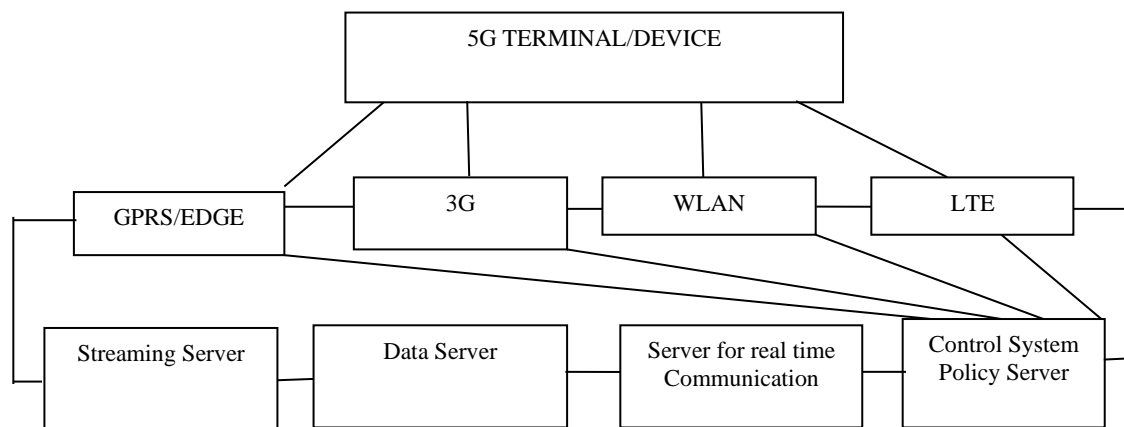 5G TERMINAL/DEVICE
GPRS/EDGE
3G
WLAN
LTE
Streaming Server
Data Server
Server for real time
Communication
Control System
Policy Server